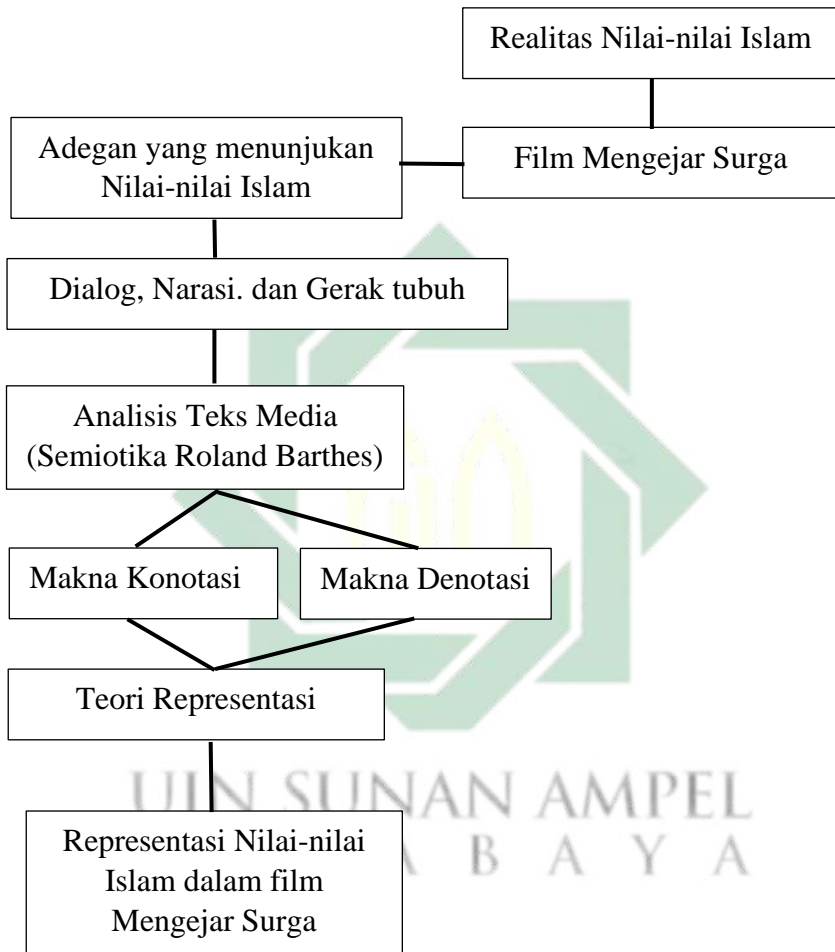 Realitas Nilai-nilai Islam
Film Mengejar Surga
Adegan yang menunjukan
Nilai-nilai Islam
Dialog, Narasi. dan Gerak tubuh
Analisis Teks Media
(Semiotika Roland Barthes)
Makna Konotasi
Makna Denotasi
Teori Representasi
Representasi Nilai-nilai
Islam dalam film
Mengejar Surga
UIN SUNAN AMPEL
A B A Y A